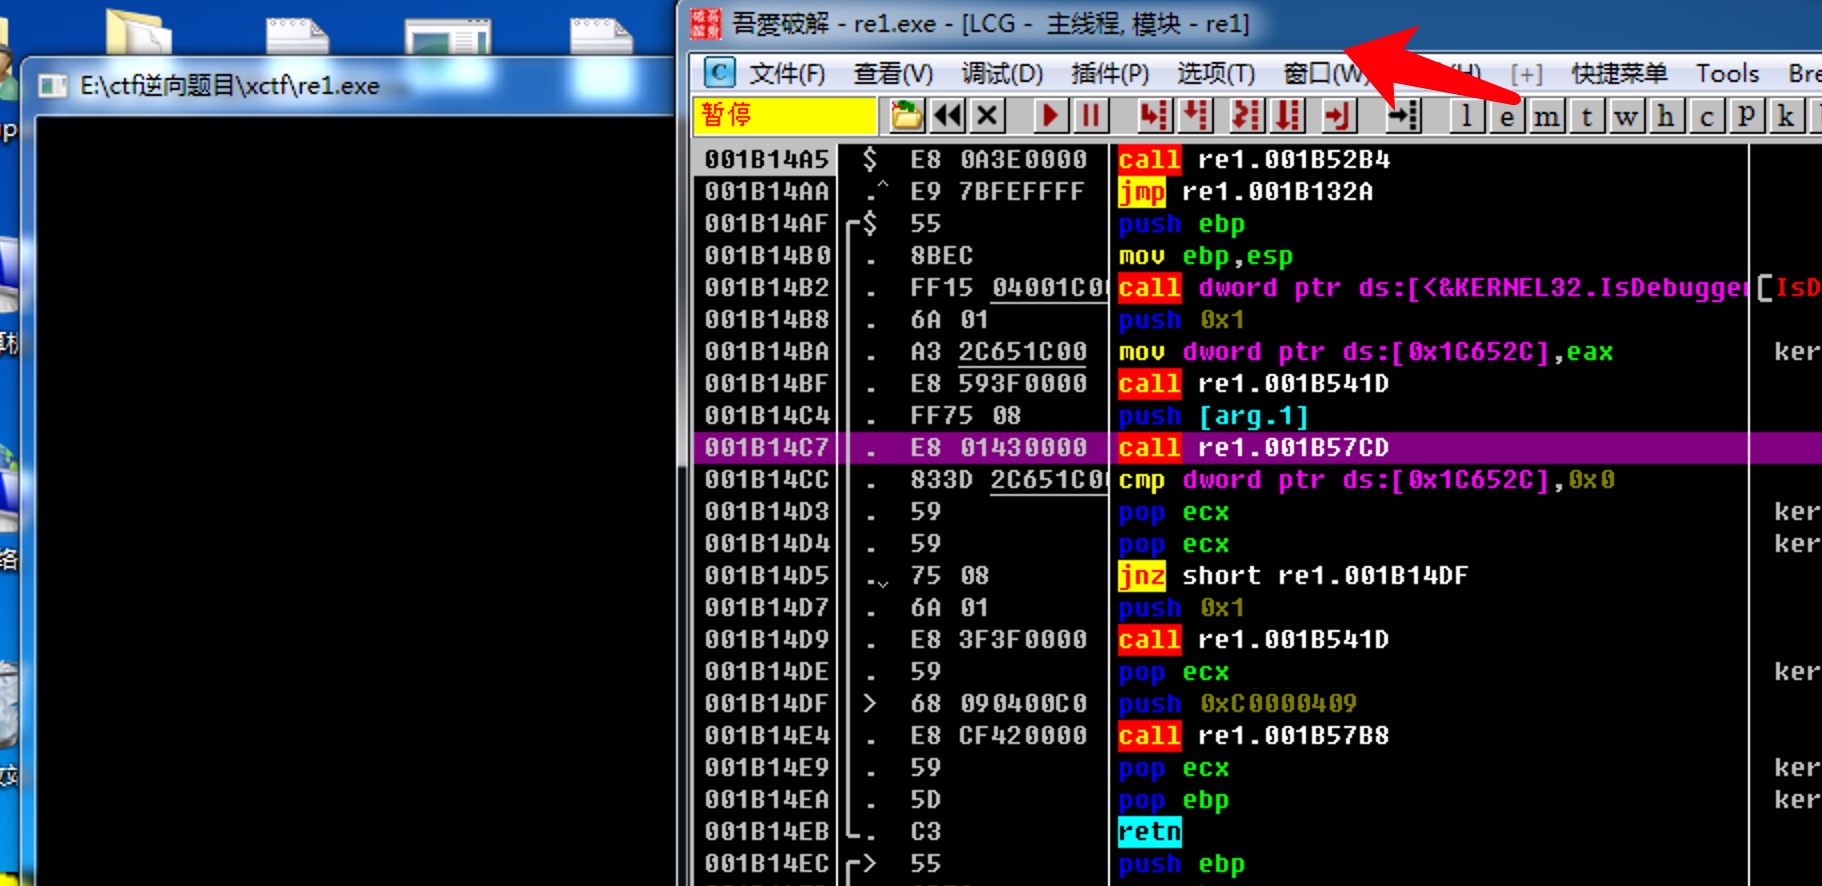 E:\ctf逆向题目\xctf\re1.exe
吾愛破解 - re1.exe - [LCG - 主线程, 模块 - re1]
C 文件(F) 查看(V) 调试(D) 插件(P) 选项(T) 窗口(W) [+] 快捷菜单 Tools Bre
暂停 l e m t w h c p k
001B14A5 $ E8 0A3E0000 call re1.001B52B4
001B14AA .^ E9 7BFEFFFF jmp re1.001B132A
001B14AF $ 55 push ebp
001B14B0 . 8BEC mov ebp,esp
001B14B2 . FF15 04001C00 call dword ptr ds:[<&KERNEL32.IsDebugger [IsD
001B14B8 . 6A 01 push 0x1
001B14BA . A3 2C651C00 mov dword ptr ds:[0x1C652C],eax ker
001B14BF . E8 593F0000 call re1.001B541D
001B14C4 . FF75 08 push [arg.1]
001B14C7 . E8 01430000 call re1.001B57CD
001B14CC . 833D 2C651C00 cmp dword ptr ds:[0x1C652C],0x0
001B14D3 . 59 pop ecx ker
001B14D4 . 59 pop ecx ker
001B14D5 .v 75 08 jnz short re1.001B14DF
001B14D7 . 6A 01 push 0x1
001B14D9 . E8 3F3F0000 call re1.001B541D
001B14DE . 59 pop ecx ker
001B14DF > 68 090400C0 push 0xC0000409
001B14E4 . E8 CF420000 call re1.001B57B8
001B14E9 . 59 pop ecx ker
001B14EA . 5D pop ebp ker
001B14EB . C3 retn
001B14EC > 55 push ebp